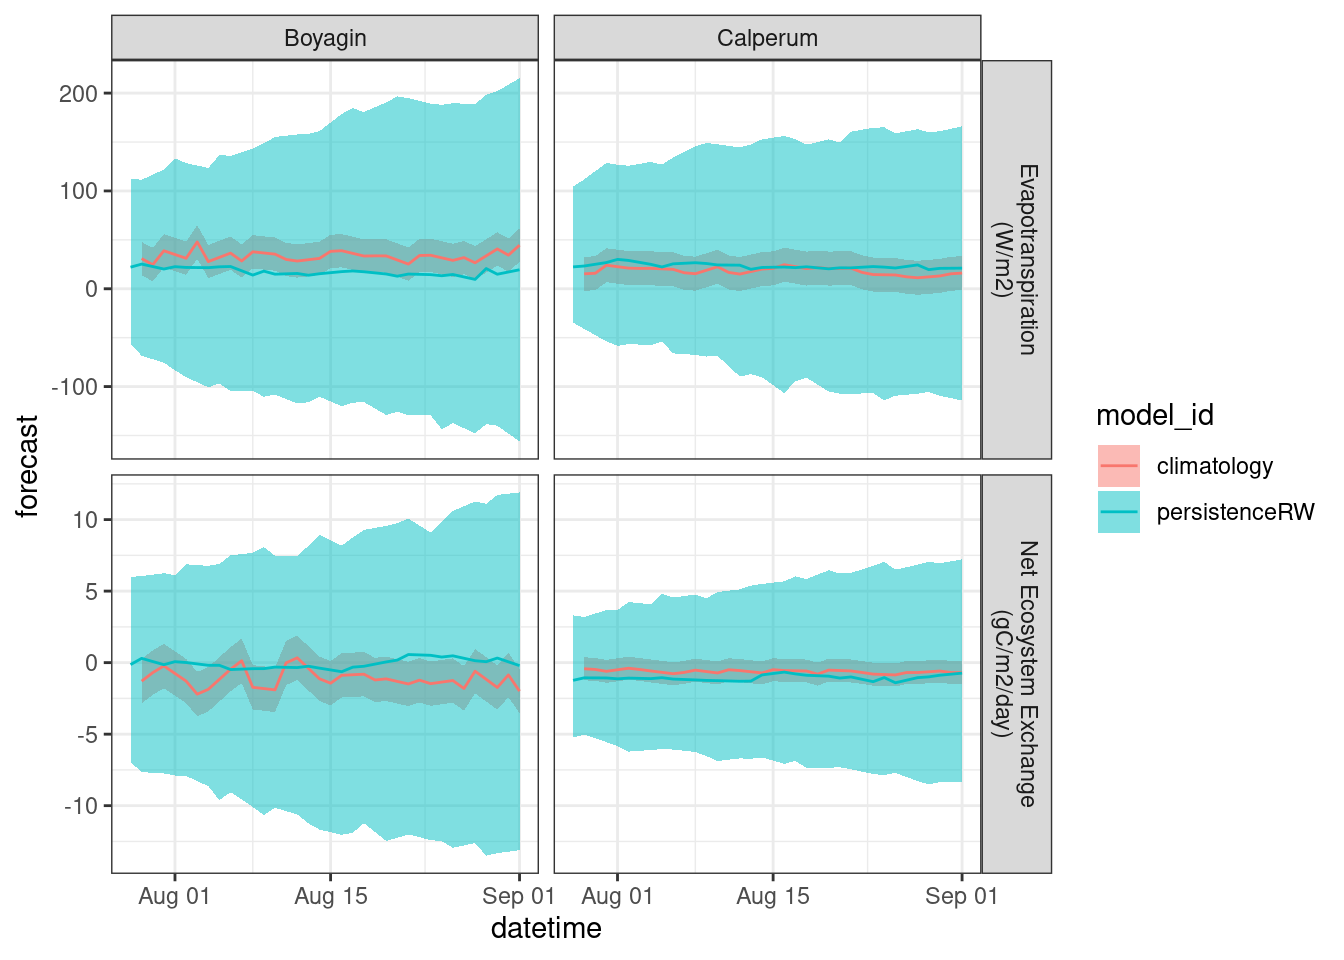 Boyagin
Calperum
200
100
0
-100
Evapotranspiration
(W/m2)
10
5
0
-5
-10
Net Ecosystem Exchange
(gC/m2/day)
Aug 01
Aug 15
Sep 01
Aug 01
Aug 15
Sep 01
datetime
forecast
model_id
climatology
persistenceRW